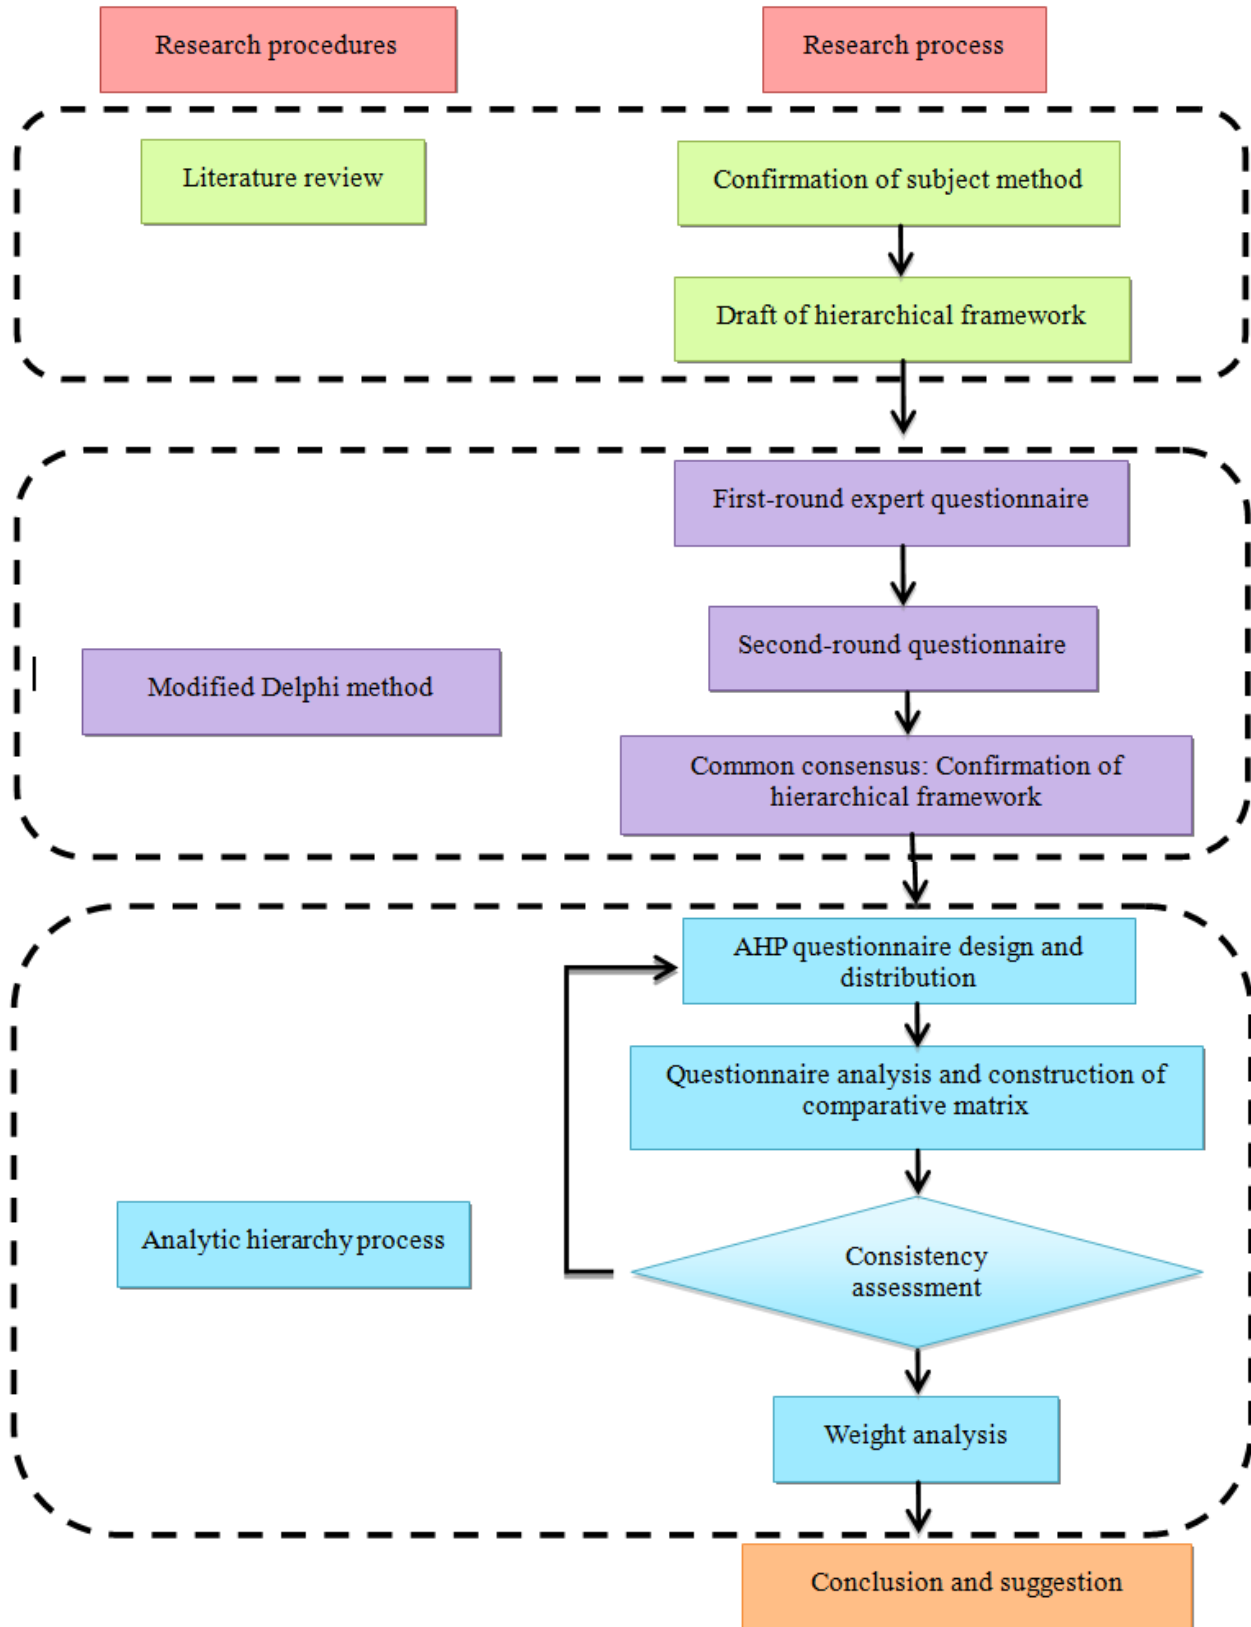 Research procedures
Research process
Literature review
Confirmation of subject method
Draft of hierarchical framework
First-round expert questionnaire
Second-round questionnaire
Modified Delphi method
Common consensus: Confirmation of
hierarchical framework
AHP questionnaire design and
distribution
Questionnaire analysis and construction of
comparative matrix
Analytic hierarchy process
Consistency
assessment
Weight analysis
Conclusion and suggestion